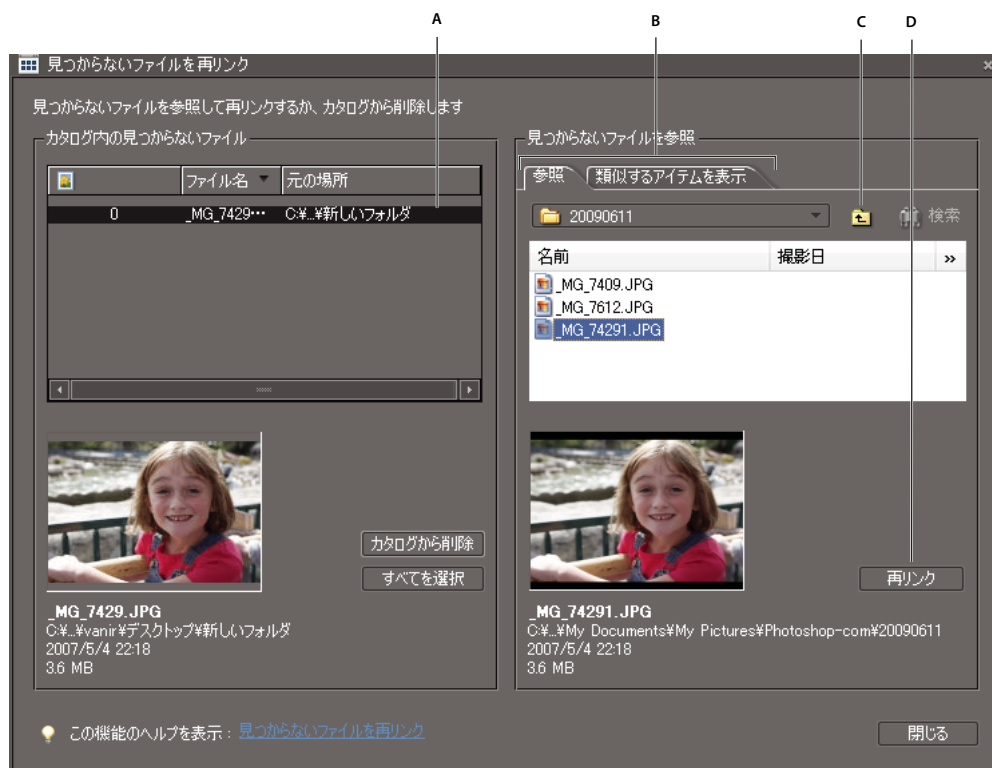 A
B
C
D
見つからないファイルを再リンク
見つからないファイルを参照して再リンクするか、カタログから削除します
カタログ内の見つからないファイル
ファイル名
元の場所
0
_MG_7429…
C:¥...¥新しいフォルダ
カタログから削除
すべてを選択
_MG_7429.JPG
C:¥...¥vanir¥デスクトップ¥新しいフォルダ
2007/5/4 22:18
3.6 MB
見つからないファイルを参照
参照
類似するアイテムを表示
20090611
検索
名前
撮影日
»
_MG_7409.JPG
_MG_7612.JPG
_MG_74291.JPG
再リンク
_MG_74291.JPG
C:¥...¥My Documents¥My Pictures¥Photoshop-com¥20090611
2007/5/4 22:18
3.6 MB
この機能のヘルプを表示 : 見つからないファイルを再リンク
閉じる